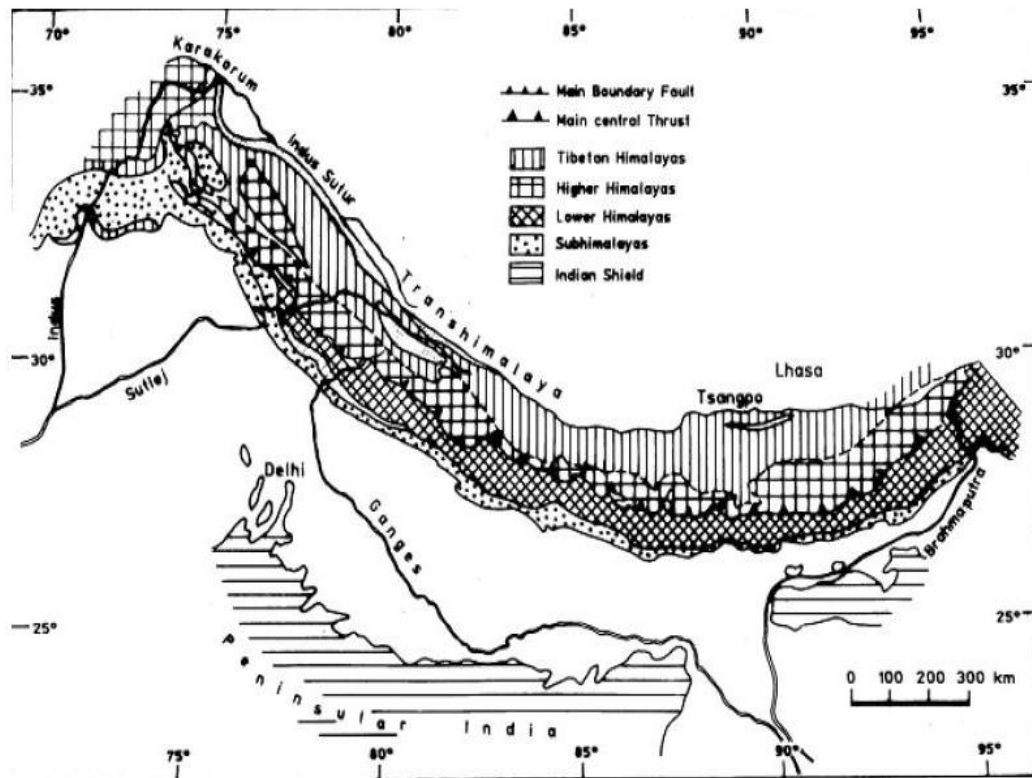 70°
75°
80°
85°
90°
95°
35°
35°
Karakorum
Indus Sutur
Transhimalaya
Main Boundary Fault
Main central Thrust
Tibeton Himalayas
Higher Himalayas
Lower Himalayas
Subhimalayas
Indian Shield
Indus
30°
30°
Sutlej
Lhasa
Tsangpo
Delhi
Ganges
Brahmaputra
25°
25°
Peninsular India
0 100 200 300 km
75°
80°
85°
90°
95°